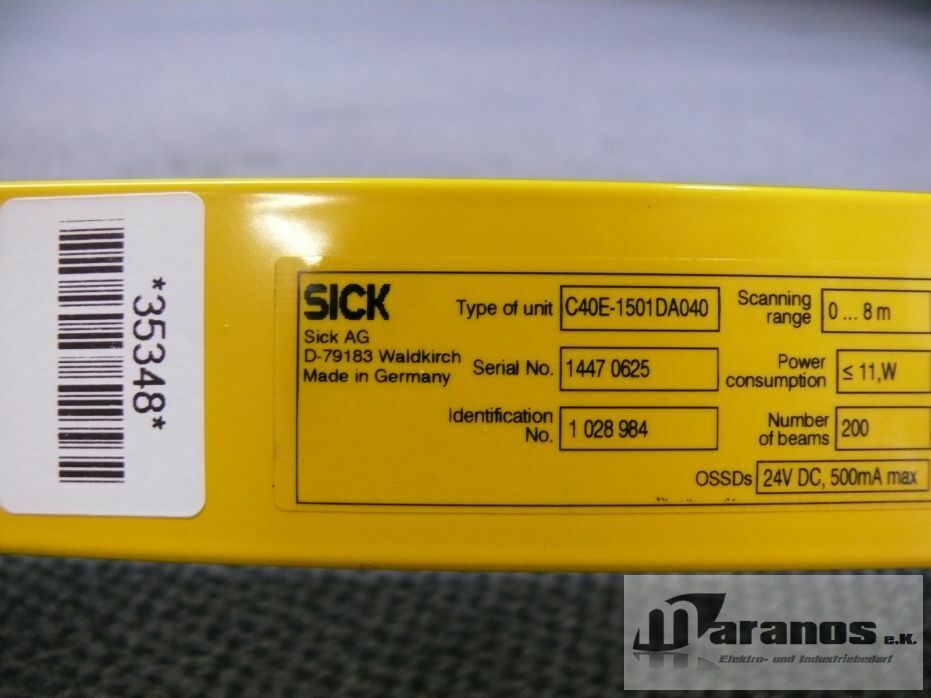 *35348*
SICK
Sick AG
D-79183 Waldkirch
Made in Germany
Type of unit C40E-1501DA040
Serial No. 1447 0625
Identification No. 1 028 984
Scanning range 0 ... 8 m
Power consumption ≤ 11,W
Number of beams 200
OSSDs 24V DC, 500mA max
maranos e.K.
Elektro- und Industriebedarf